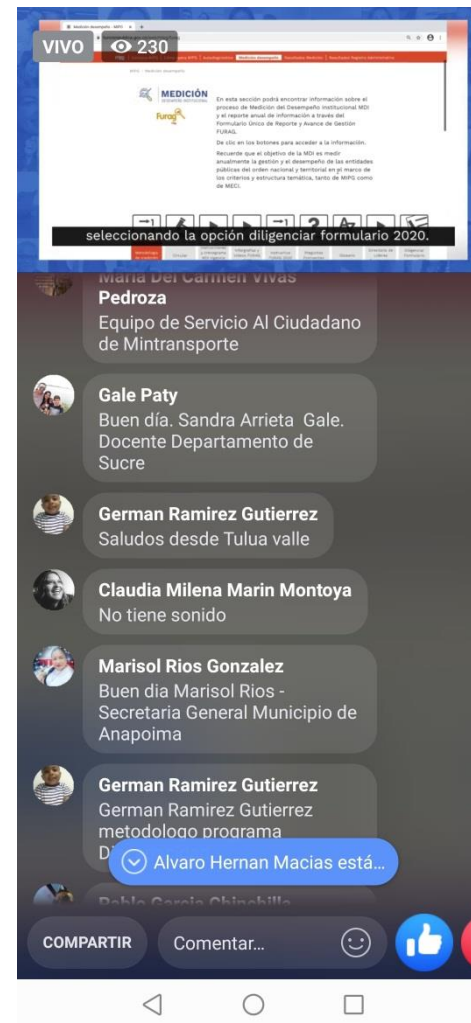 VIVO 230
MEDICIÓN
Furag
En esta sección podrá encontrar información sobre el
proceso de Medición del Desempeño Institucional MDI
y el reporte anual de información a través del
Formulario Único de Reporte y Avance de Gestión
FURAG.
De clic en los botones para acceder a la información.
Recuerde que el objetivo de la MDI es medir
anualmente la gestión y el desempeño de las entidades
públicas del orden nacional y territorial en el marco de
los criterios y estructura temática, tanto de MIPG como
de MECI.
seleccionando la opción diligenciar formulario 2020.
Maria Del Carmen Vivas
Pedroza
Equipo de Servicio Al Ciudadano
de Mintransporte
Gale Paty
Buen día. Sandra Arrieta Gale.
Docente Departamento de
Sucre
German Ramirez Gutierrez
Saludos desde Tulua valle
Claudia Milena Marin Montoya
No tiene sonido
Marisol Rios Gonzalez
Buen dia Marisol Rios -
Secretaria General Municipio de
Anapoima
German Ramirez Gutierrez
German Ramirez Gutierrez
metodologo programa
Alvaro Hernan Macias está...
Pablo Garcia Chinchilla
COMPARTIR Comentar...